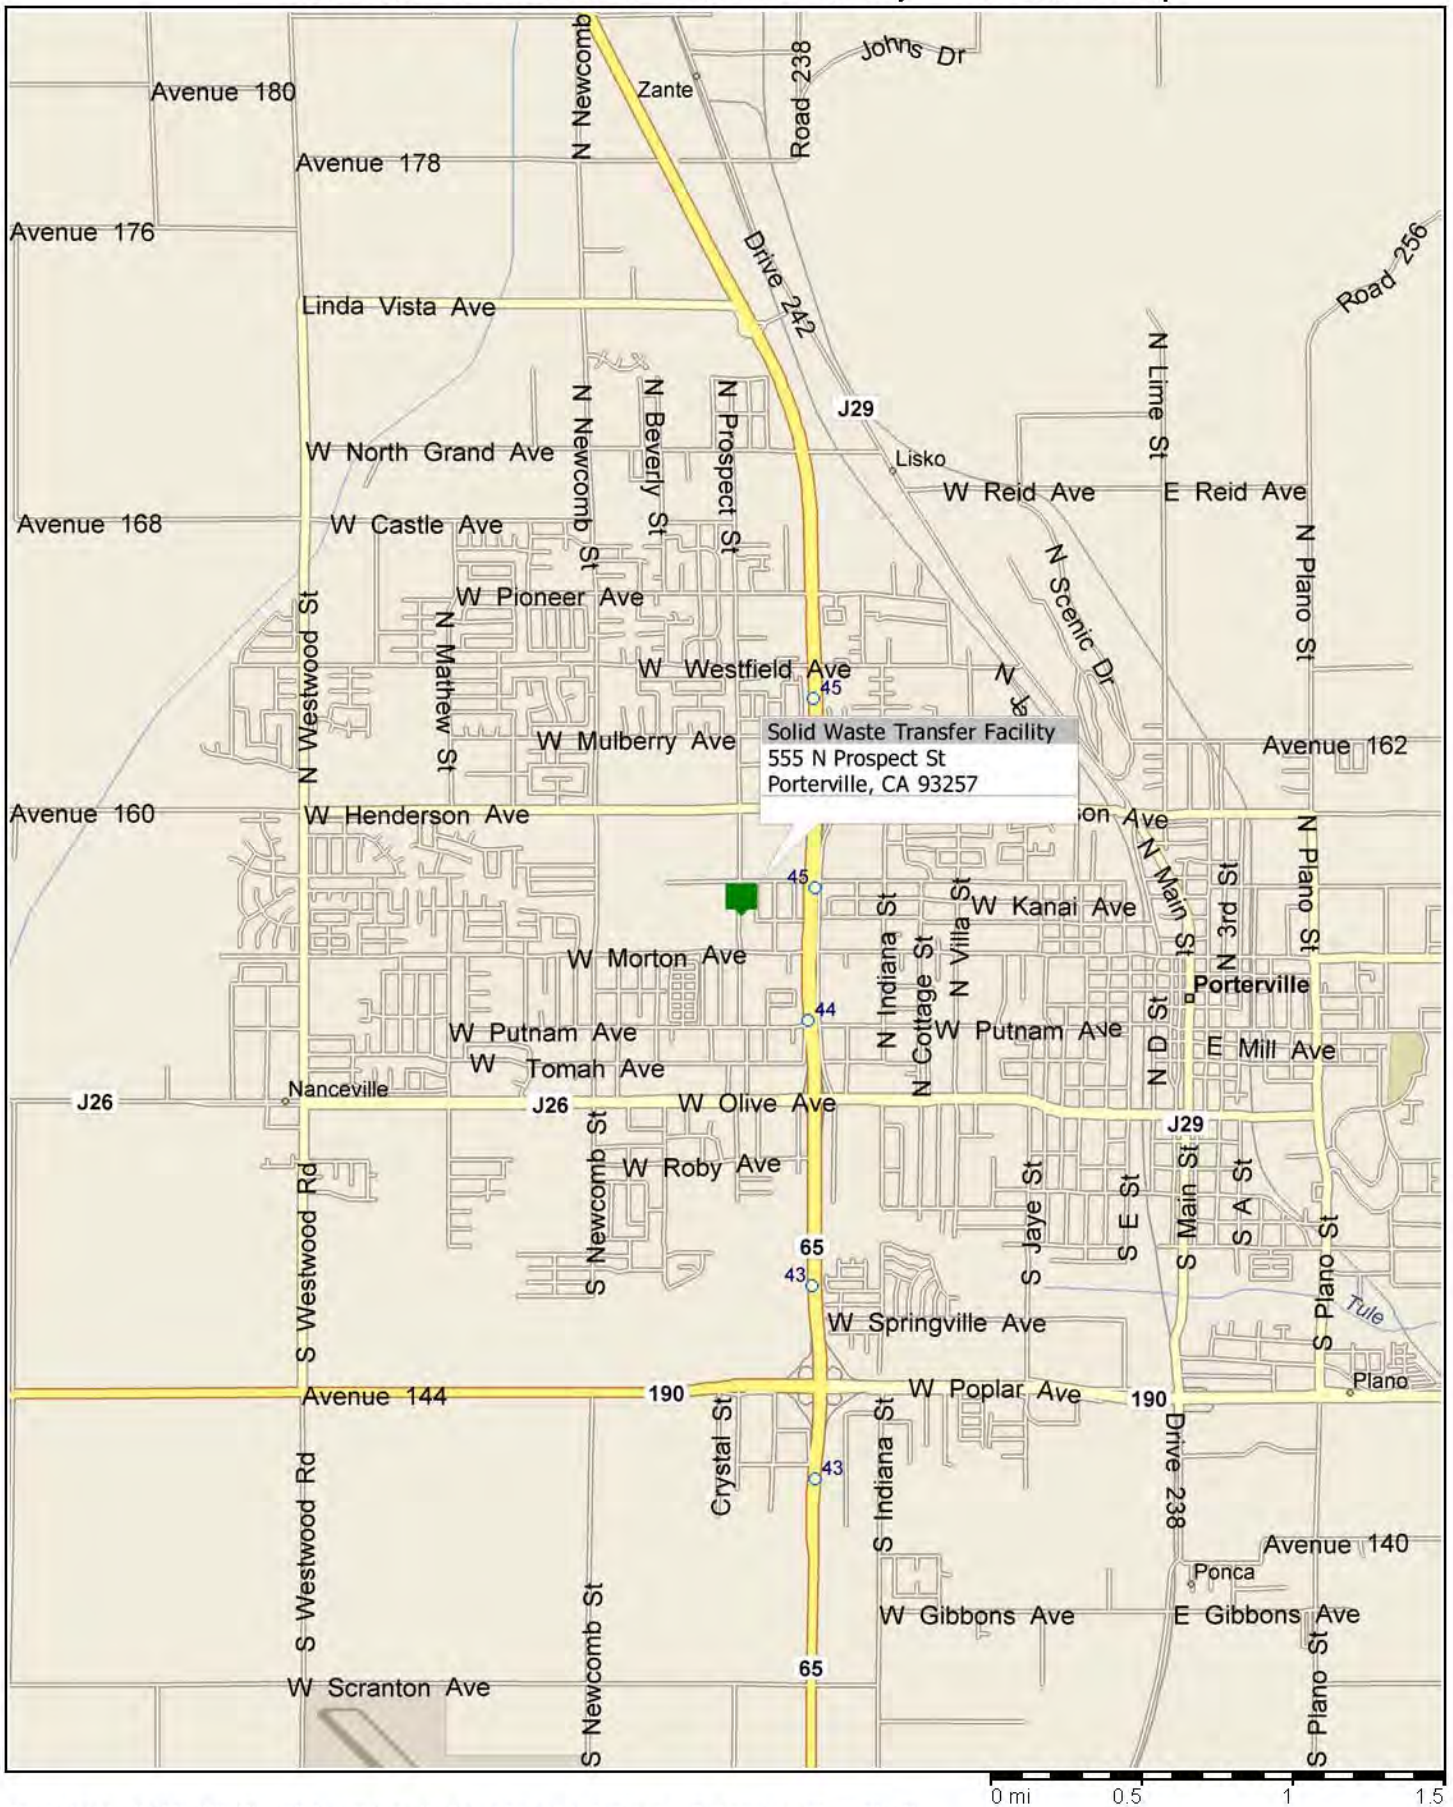 Avenue 180
Zante
N Newcomb
Road 238
Johns Dr
Avenue 178
Avenue 176
Drive 242
Road 256
Linda Vista Ave
N Lime St
J29
N Newcomb St
N Beverly St
N Prospect St
W North Grand Ave
Lisko
W Reid Ave
E Reid Ave
Avenue 168
W Castle Ave
N Plano St
N Scenic Dr
W Pioneer Ave
N Westwood St
N Mathew St
W Westfield Ave
45
N Ja
Solid Waste Transfer Facility
555 N Prospect St
Porterville, CA 93257
W Mulberry Ave
Avenue 162
Avenue 160
W Henderson Ave
son Ave
N Main St
N 3rd St
N Plano St
45
W Kanai Ave
N Indiana St
N Villa St
N Cottage St
W Morton Ave
Porterville
44
W Putnam Ave
W Putnam Ave
N D St
E Mill Ave
W Tomah Ave
Nanceville
J26
J26
W Olive Ave
J29
W Roby Ave
S Newcomb St
S Westwood Rd
S Jaye St
S E St
S Main St
S A St
S Plano St
65
43
Tule
W Springville Ave
Avenue 144
190
W Poplar Ave
190
Plano
Crystal St
S Indiana St
Drive 238
43
S Westwood Rd
Avenue 140
Ponca
W Gibbons Ave
E Gibbons Ave
S Newcomb St
S Plano St
65
W Scranton Ave
0 mi 0.5 1 1.5